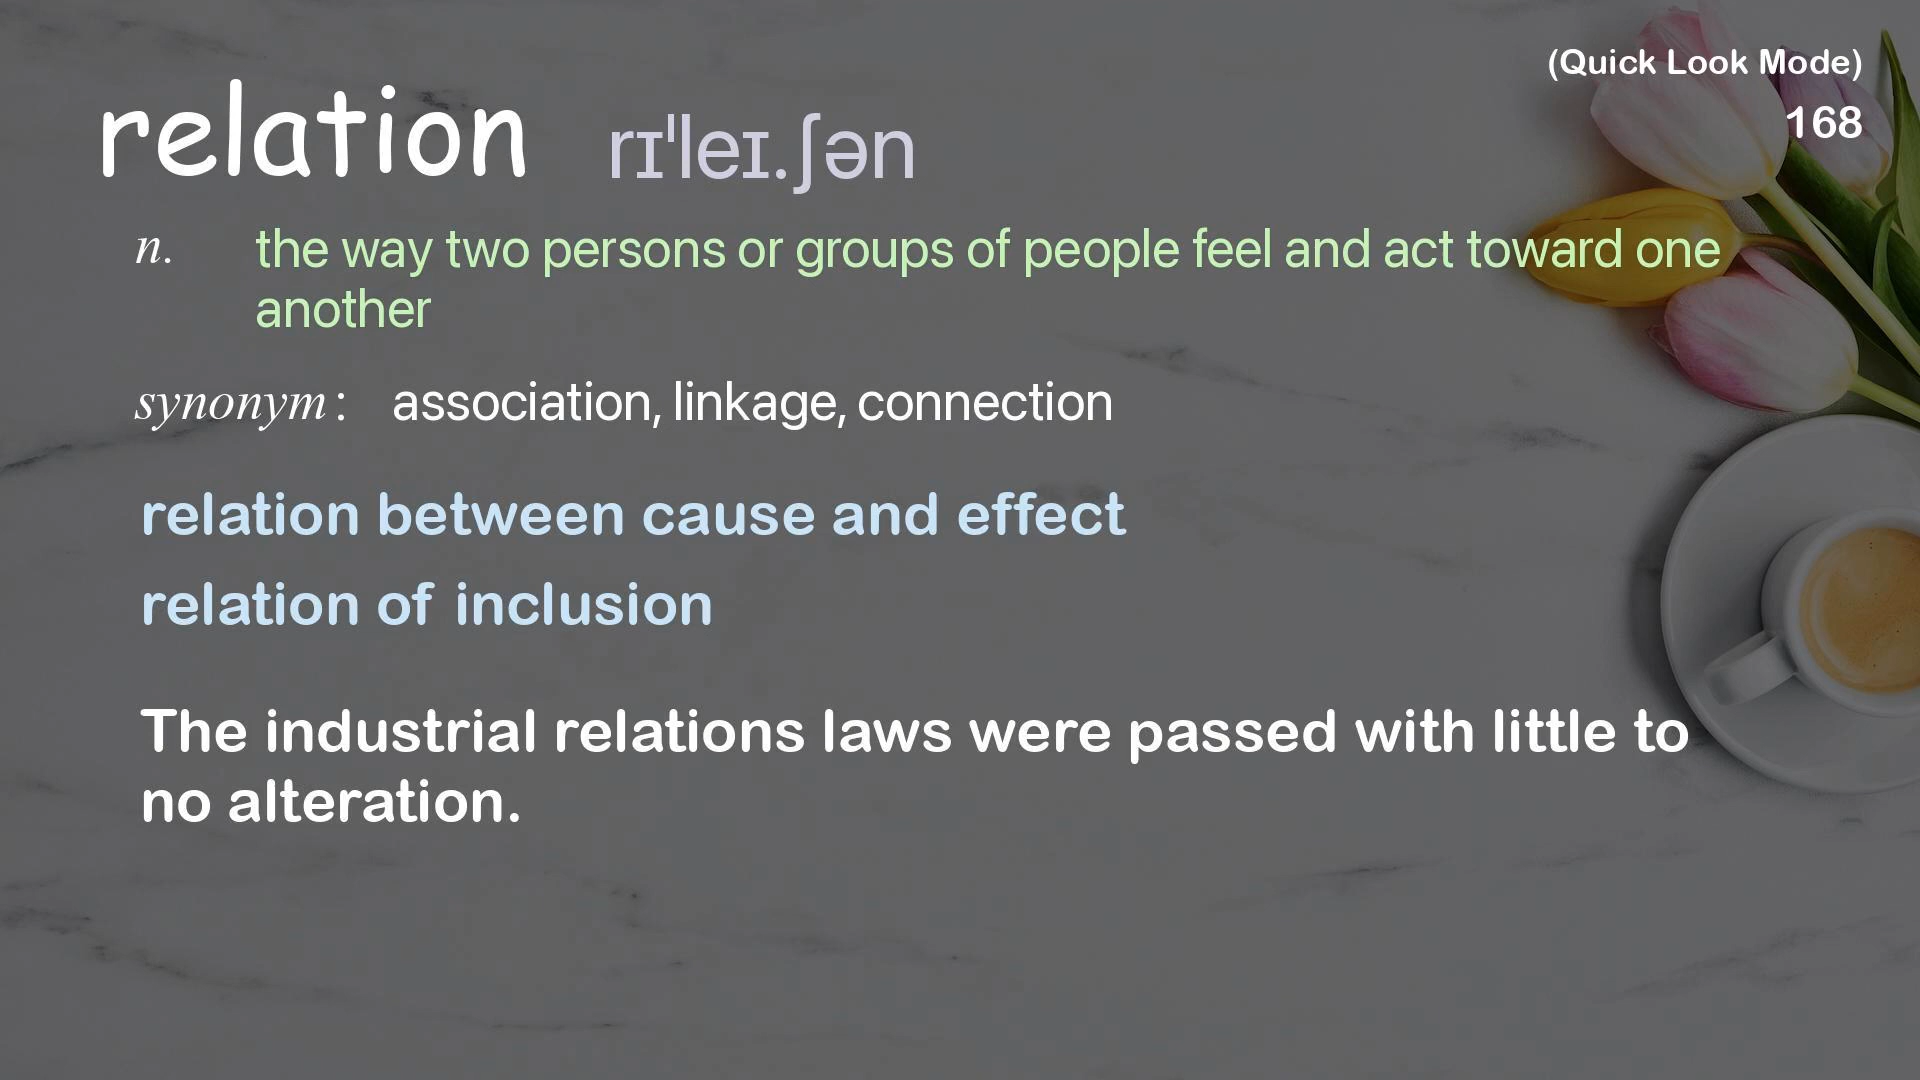 (Quick Look Mode)
168
relation rɪˈleɪ.ʃən
n. the way two persons or groups of people feel and act toward one
another
synonym: association, linkage, connection
relation between cause and effect
relation of inclusion
The industrial relations laws were passed with little to
no alteration.